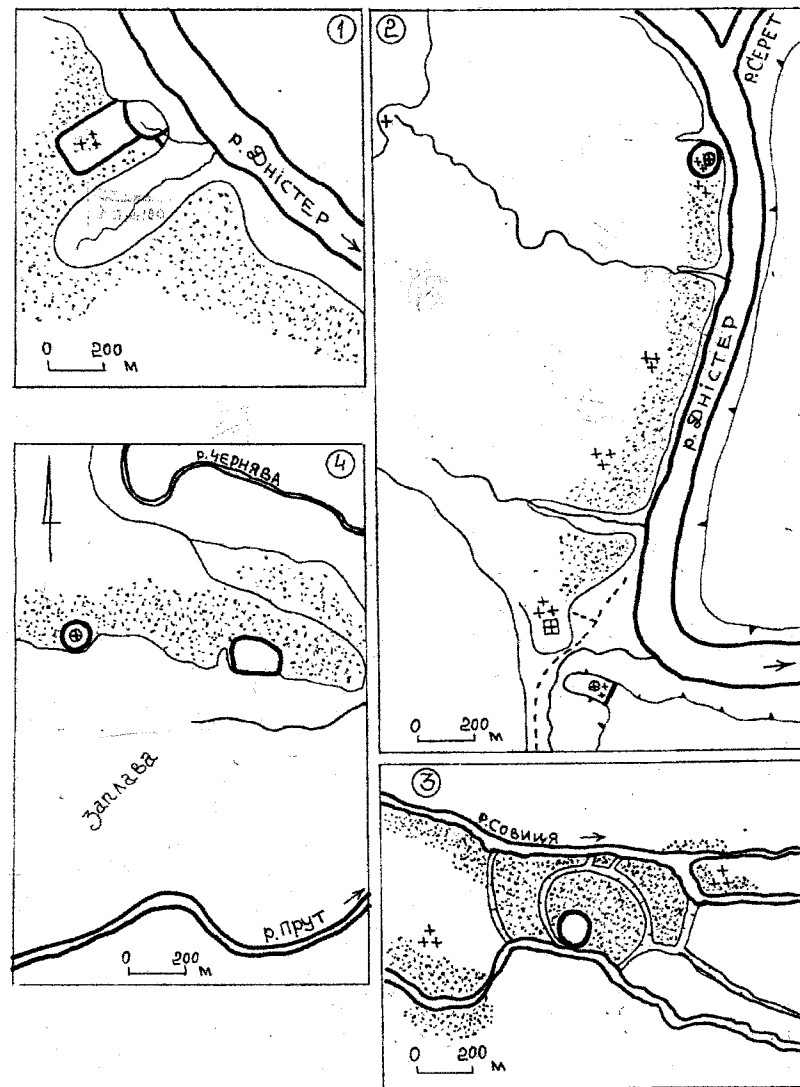 1
р. Дністер
0 200
м
2
р. Серет
р. Дністер
0 200
м
4
р. Чернява
Заплава
р. Прут
0 200
м
3
р. Совиця
0 200
м